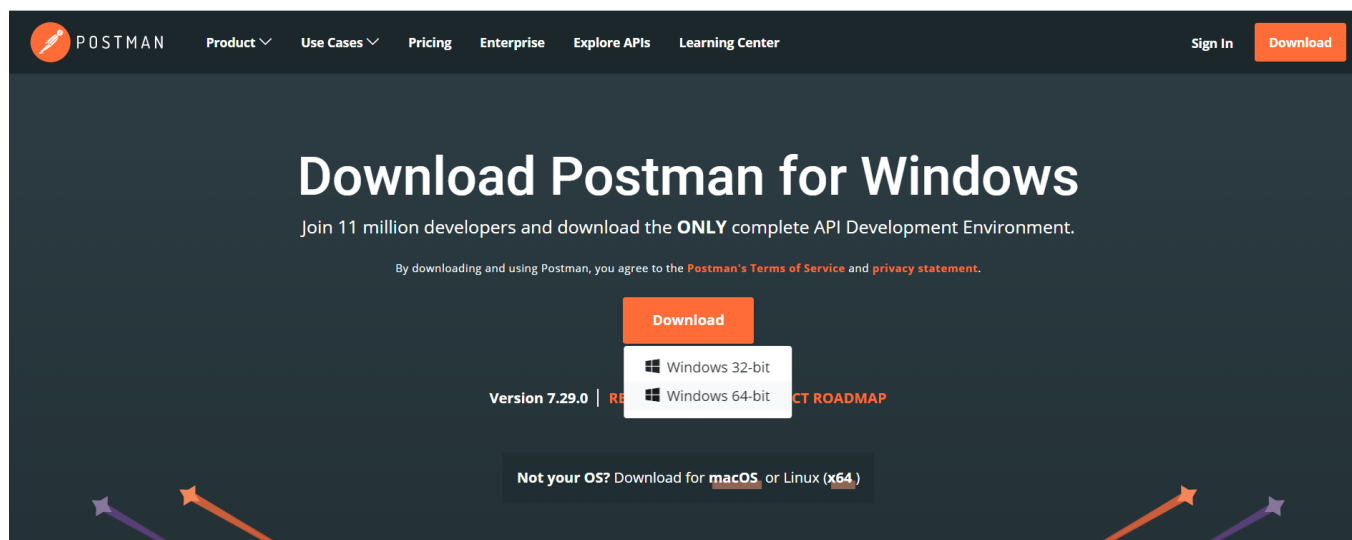 POSTMAN Product Use Cases Pricing Enterprise Explore APIs Learning Center Sign In Download
Download Postman for Windows
Join 11 million developers and download the ONLY complete API Development Environment.
By downloading and using Postman, you agree to the Postman's Terms of Service and privacy statement.
Download
Windows 32-bit
Windows 64-bit
Version 7.29.0 | ROADMAP
Not your OS? Download for macOS or Linux (x64)